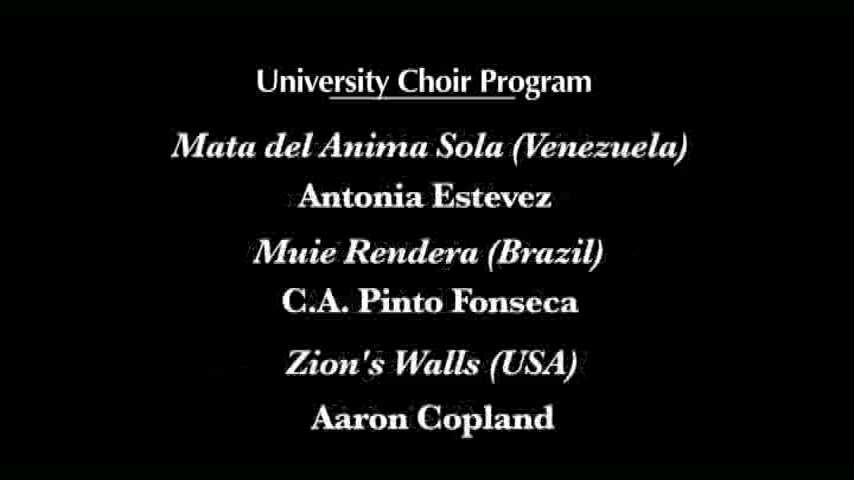 University Choir Program
Mata del Anima Sola (Venezuela)
Antonia Estevez
Muie Rendera (Brazil)
C.A. Pinto Fonseca
Zion's Walls (USA)
Aaron Copland